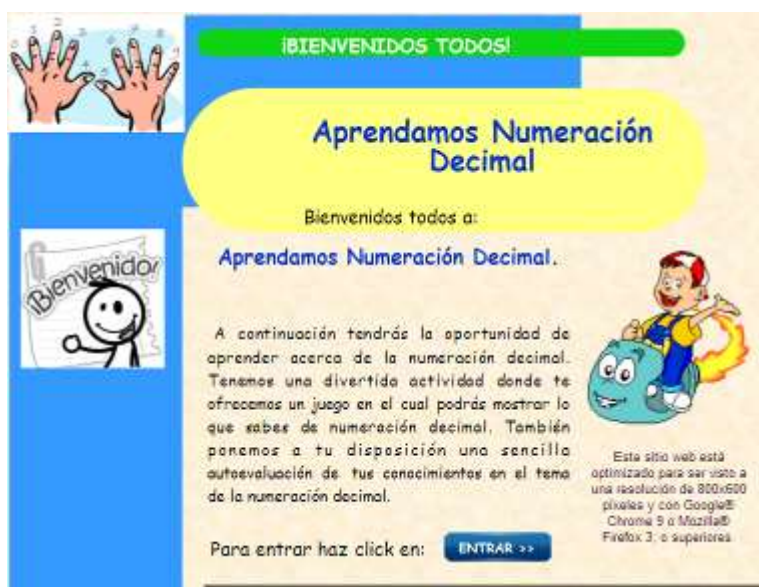 ¡BIENVENIDOS TODOS!
Aprendamos Numeración
Decimal
Bienvenidos todos a:
Aprendamos Numeración Decimal.
¡Bienvenido!
A continuación tendrás la oportunidad de
aprender acerca de la numeración decimal.
Tenemos una divertida actividad donde te
ofrecemos un juego en el cual podrás mostrar lo
que sabes de numeración decimal. También
ponemos a tu disposición una sencilla
autoevaluación de tus conocimientos en el tema
de la numeración decimal.
Este sitio web está
optimizado para ser visto a
una resolución de 800x600
píxeles y con Google®
Chrome 9 o Mozilla®
Firefox 3. o superiores
Para entrar haz click en:
ENTRAR >>